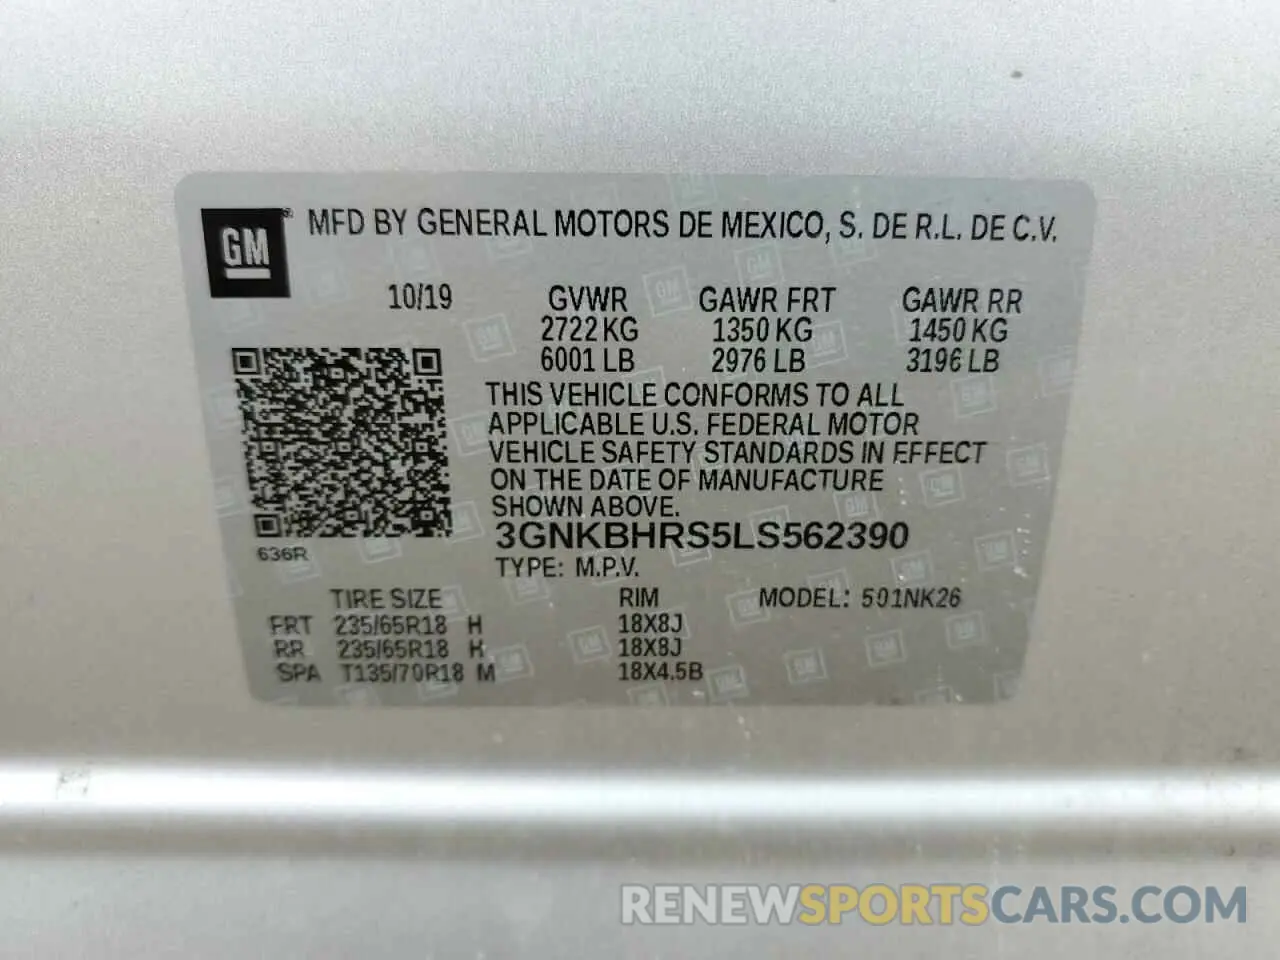 GM ® MFD BY GENERAL MOTORS DE MEXICO, S. DE R.L. DE C.V.
10/19 GVWR GAWR FRT GAWR RR
2722 KG 1350 KG 1450 KG
6001 LB 2976 LB 3196 LB
THIS VEHICLE CONFORMS TO ALL
APPLICABLE U.S. FEDERAL MOTOR
VEHICLE SAFETY STANDARDS IN EFFECT
ON THE DATE OF MANUFACTURE
SHOWN ABOVE.
3GNKBHRS5LS562390
636R
TYPE: M.P.V.
TIRE SIZE RIM MODEL: 501NK26
FRT 235/65R18 H 18X8J
RR 235/65R18 H 18X8J
SPA T135/70R18 M 18X4.5B
RENEWSPORTSCARS.COM